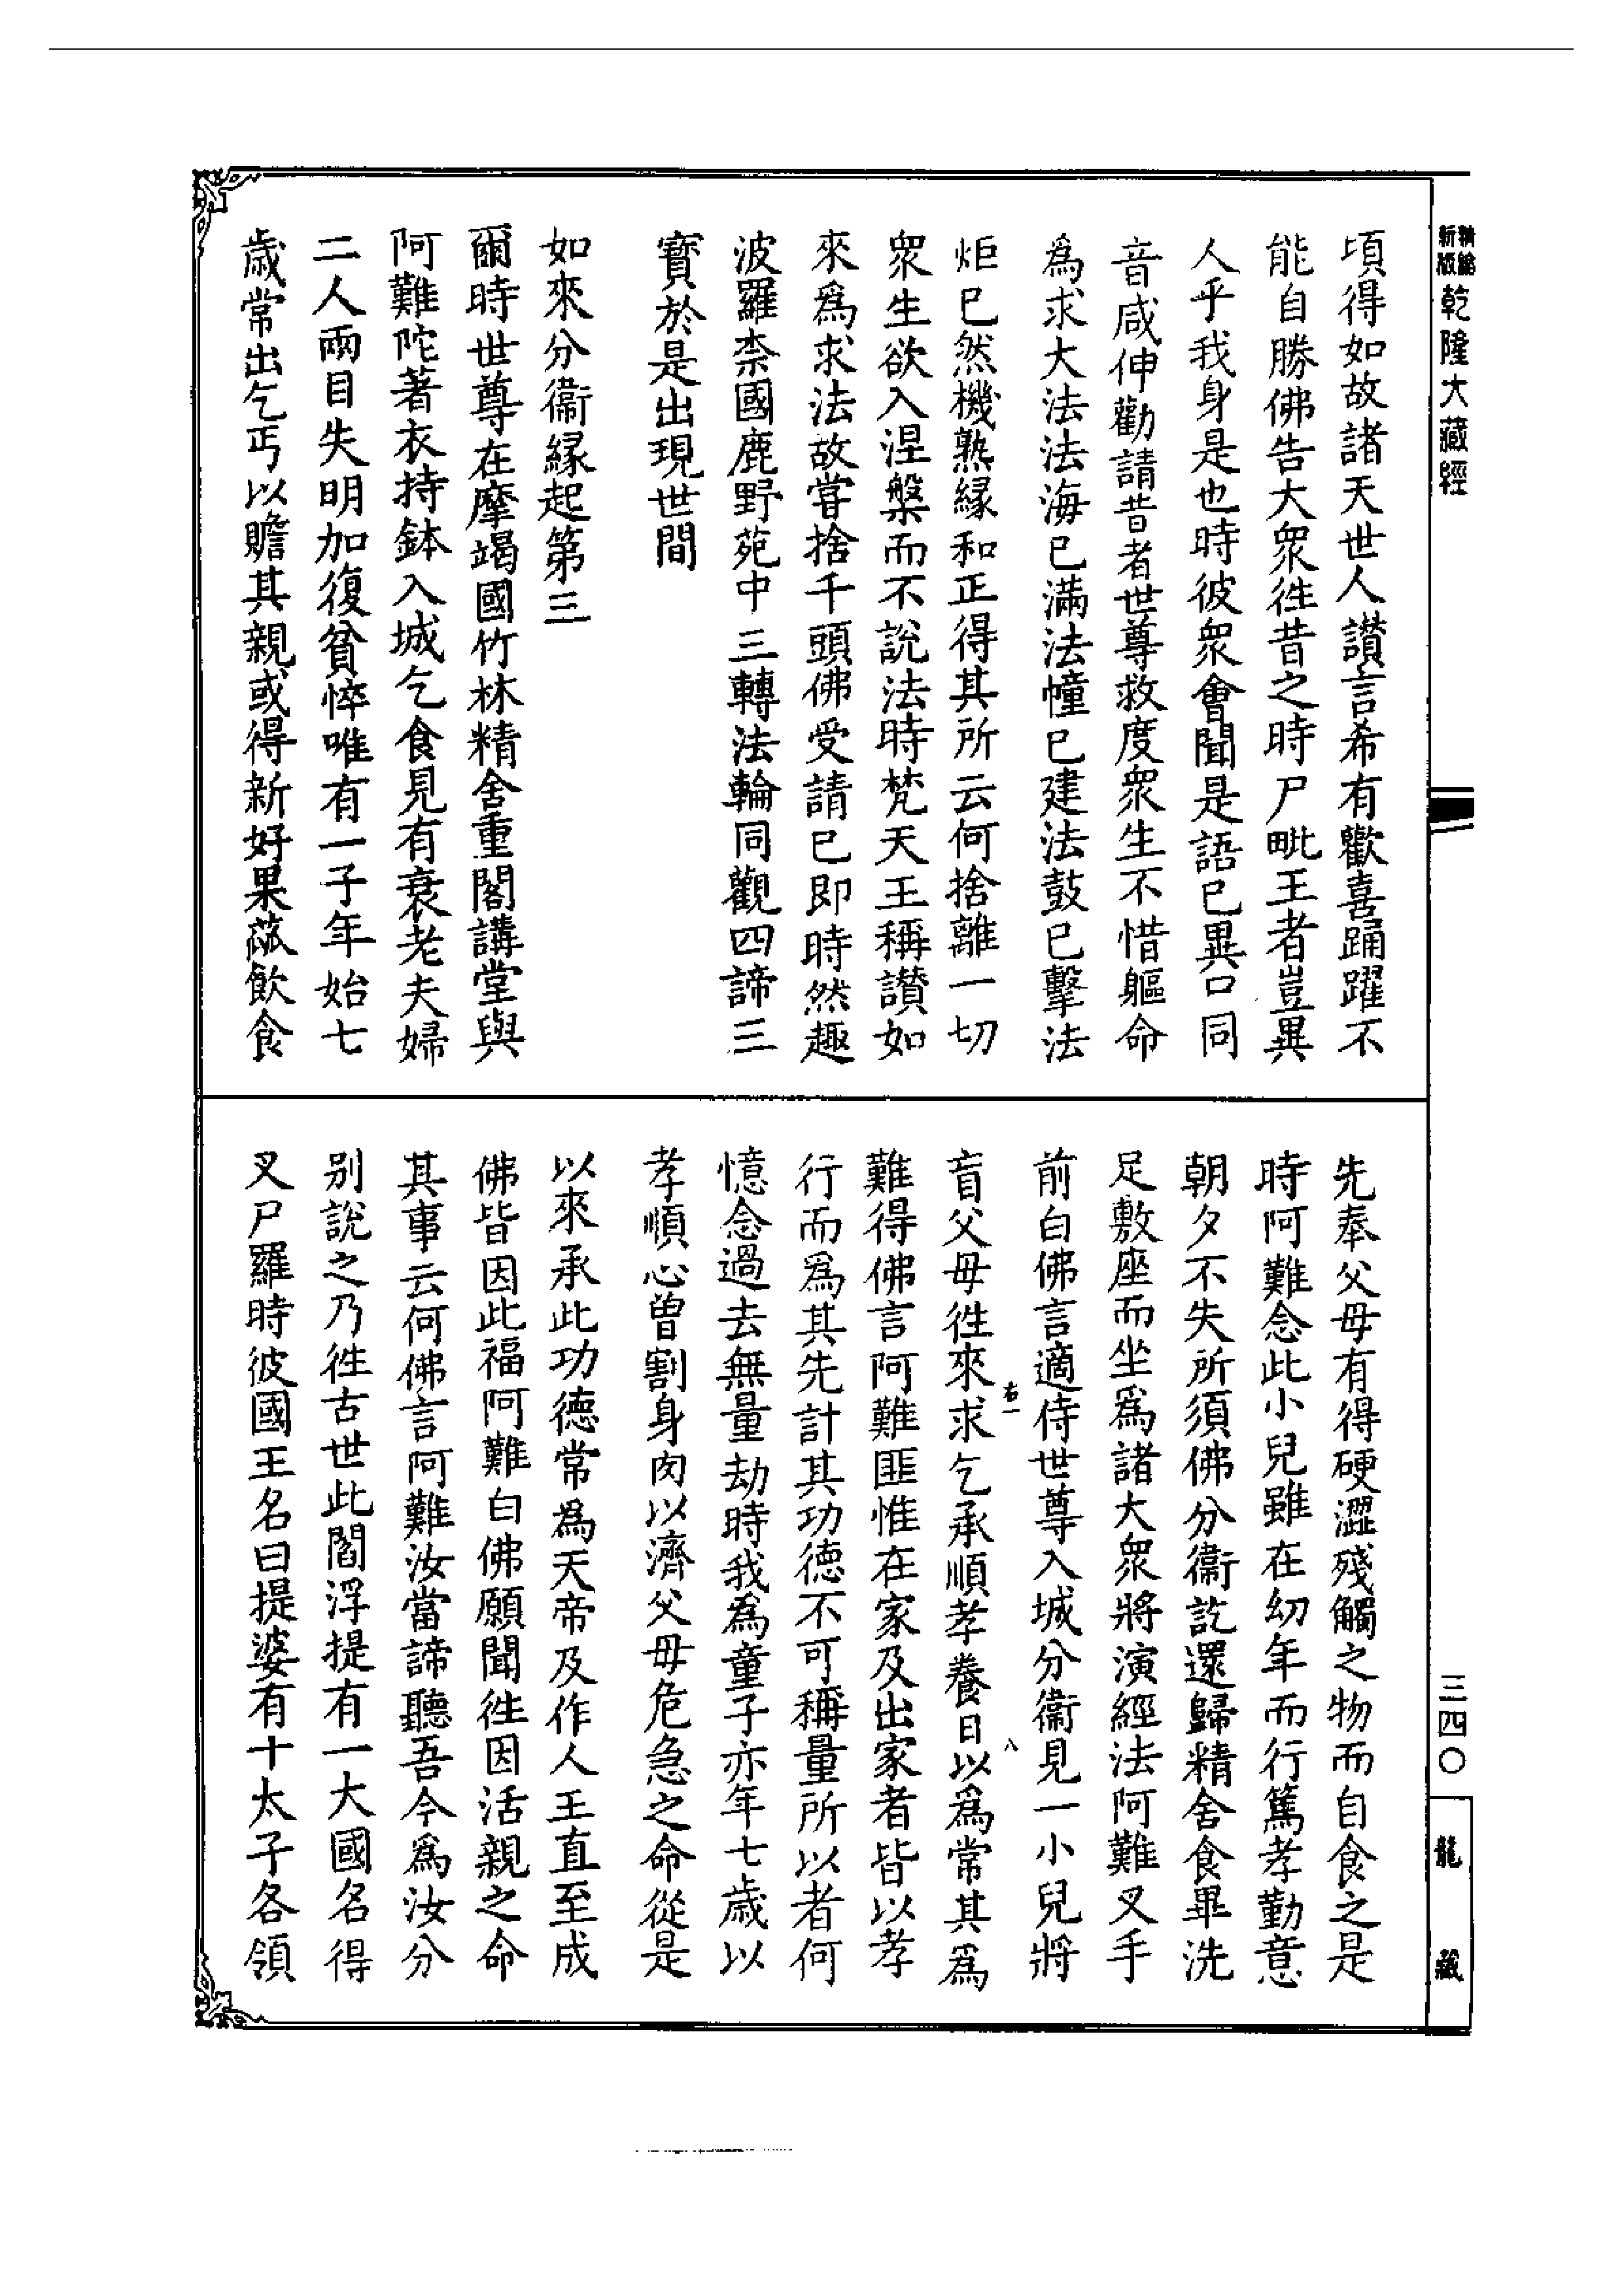 精縮新版乾隆大藏經
頃得如故諸天世人讚言希有歡喜踊躍不
能自勝佛告大衆徃昔之時尸毗王者豈異
人乎我身是也時彼衆會聞是語已異口同
音咸伸勸請昔者世尊救度衆生不惜軀命
爲求大法法海已滿法幢已建法鼓已擊法
炬已然機熟緣和正得其所云何捨離一切
衆生欲入涅槃而不說法時梵天王稱讚如
來爲求法故甞捨千頭佛受請已即時然趣
波羅柰國鹿野苑中三轉法輪同觀四諦三
寳於是出現世間
如來分衞緣起第三
爾時世尊在摩竭國竹林精舍重閣講堂與
阿難陀著衣持鉢入城乞食見有衰老夫婦
二人兩目失明加復貧悴唯有一子年始七
歲常出乞丐以贍其親或得新好果蓏飲食
先奉父母有得硬澀殘觸之物而自食之是
時阿難念此小兒雖在幼年而行篤孝勤意
朝夕不失所須佛分衞訖還歸精舍食畢洗
足敷座而坐爲諸大衆將演經法阿難叉手
前白佛言適侍世尊入城分衞見一小兒將
盲父母徃來求乞承順孝養日以爲常其爲
難得佛言阿難匪惟在家及出家者皆以孝
行而爲其先計其功德不可稱量所以者何
憶念過去無量劫時我爲童子亦年七歲以
孝順心曾割身肉以濟父母危急之命從是
以來承此功德常爲天帝及作人王直至成
佛皆因此福阿難白佛願聞徃因活親之命
其事云何佛言阿難汝當諦聽吾今爲汝分
别說之乃徃古世此閻浮提有一大國名得
叉尸羅時彼國王名曰提婆有十太子各領
右一
八
三四〇
龍藏